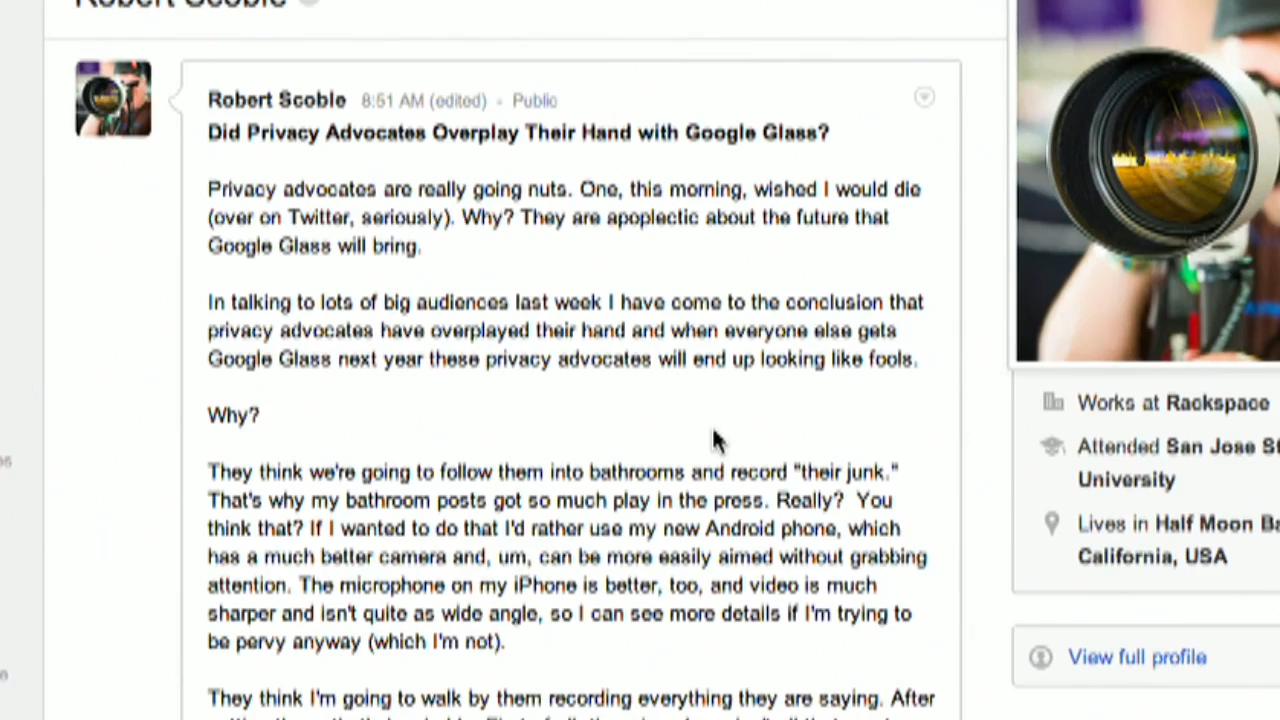 Robert Scoble
Robert Scoble 8:51 AM (edited) - Public
Did Privacy Advocates Overplay Their Hand with Google Glass?
Privacy advocates are really going nuts. One, this morning, wished I would die
(over on Twitter, seriously). Why? They are apoplectic about the future that
Google Glass will bring.
In talking to lots of big audiences last week I have come to the conclusion that
privacy advocates have overplayed their hand and when everyone else gets
Google Glass next year these privacy advocates will end up looking like fools.
Why?
They think we're going to follow them into bathrooms and record "their junk."
That's why my bathroom posts got so much play in the press. Really? You
think that? If I wanted to do that I'd rather use my new Android phone, which
has a much better camera and, um, can be more easily aimed without grabbing
attention. The microphone on my iPhone is better, too, and video is much
sharper and isn't quite as wide angle, so I can see more details if I'm trying to
be pervy anyway (which I'm not).
They think I'm going to walk by them recording everything they are saying. After
Works at Rackspace
Attended San Jose St
University
Lives in Half Moon Ba
California, USA
View full profile